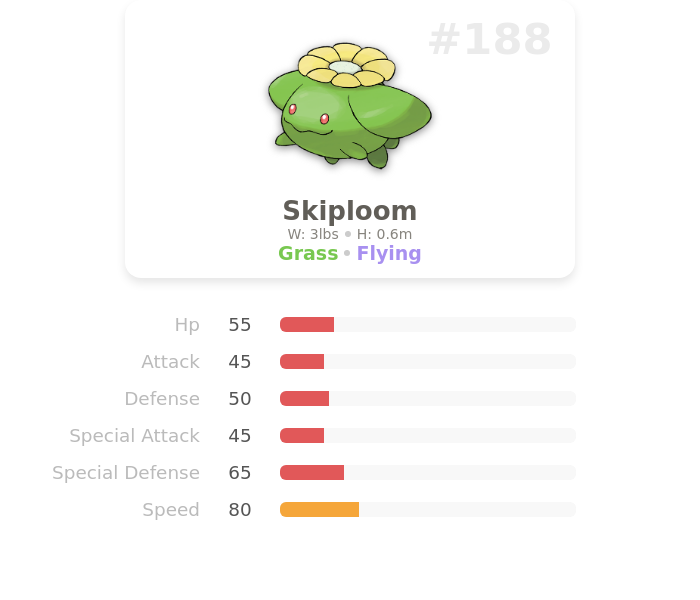 #188
Skiploom
W: 3lbs • H: 0.6m
Grass • Flying
Hp 55
Attack 45
Defense 50
Special Attack 45
Special Defense 65
Speed 80